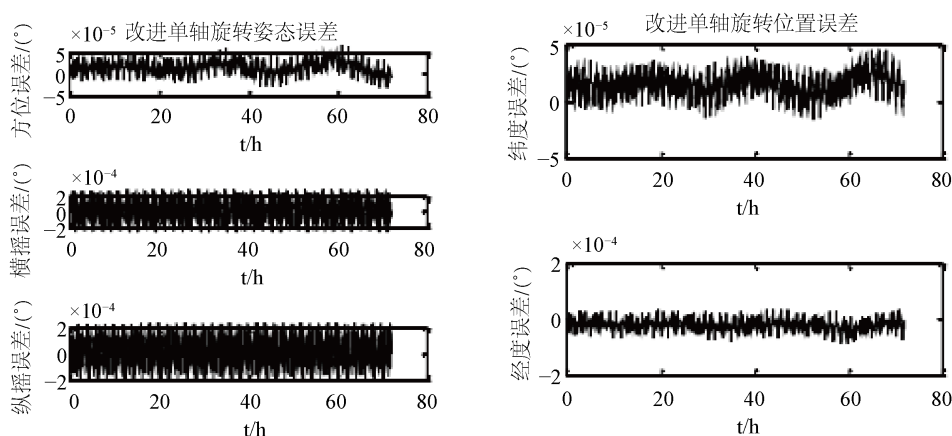 改进单轴旋转姿态误差
×10⁻⁵
方位误差/(°)
5
0
−5
0 20 40 60 80
t/h
×10⁻⁴
横摇误差/(°)
2
0
−2
0 20 40 60 80
t/h
×10⁻⁴
纵摇误差/(°)
2
0
−2
0 20 40 60 80
t/h
改进单轴旋转位置误差
×10⁻⁵
纬度误差/(°)
5
0
−5
0 20 40 60 80
t/h
×10⁻⁴
经度误差/(°)
2
0
−2
0 20 40 60 80
t/h